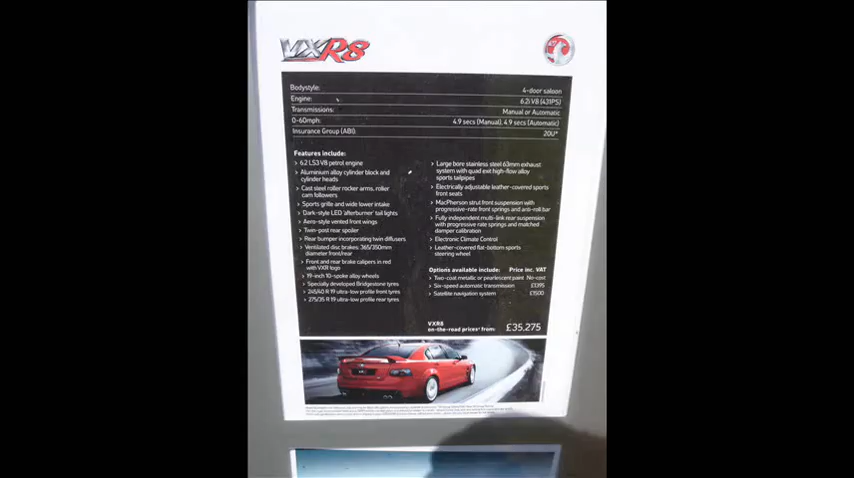 VXR8
Bodystyle: 4-door saloon
Engine: 6.2i V8 (431PS)
Transmissions: Manual or Automatic
0-60mph: 4.9 secs (Manual), 4.9 secs (Automatic)
Insurance Group (ABI): 20U*
Features include:
> 6.2 LS3 V8 petrol engine
> Aluminium alloy cylinder block and
cylinder heads
> Cast steel roller rocker arms, roller
cam followers
> Sports grille and wide lower intake
> Dark-style LED 'afterburner' tail lights
> Aero-style vented front wings
> Twin-post rear spoiler
> Rear bumper incorporating twin diffusers
> Ventilated disc brakes: 365/350mm
diameter front/rear
> Front and rear brake calipers in red
with VXR logo
> 19-inch 10-spoke alloy wheels
> Specially developed Bridgestone tyres
> 245/40 R 19 ultra-low profile front tyres
> 275/35 R 19 ultra-low profile rear tyres
> Large bore stainless steel 63mm exhaust
system with quad exit high-flow alloy
sports tailpipes
> Electrically adjustable leather-covered sports
front seats
> MacPherson strut front suspension with
progressive-rate front springs and anti-roll bar
> Fully independent multi-link rear suspension
with progressive rate springs and matched
damper calibration
> Electronic Climate Control
> Leather-covered flat-bottom sports
steering wheel
Options available include: Price inc. VAT
> Two-coat metallic or pearlescent paint No-cost
> Six-speed automatic transmission £1395
> Satellite navigation system £1500
VXR8
on-the-road prices† from: £35,275